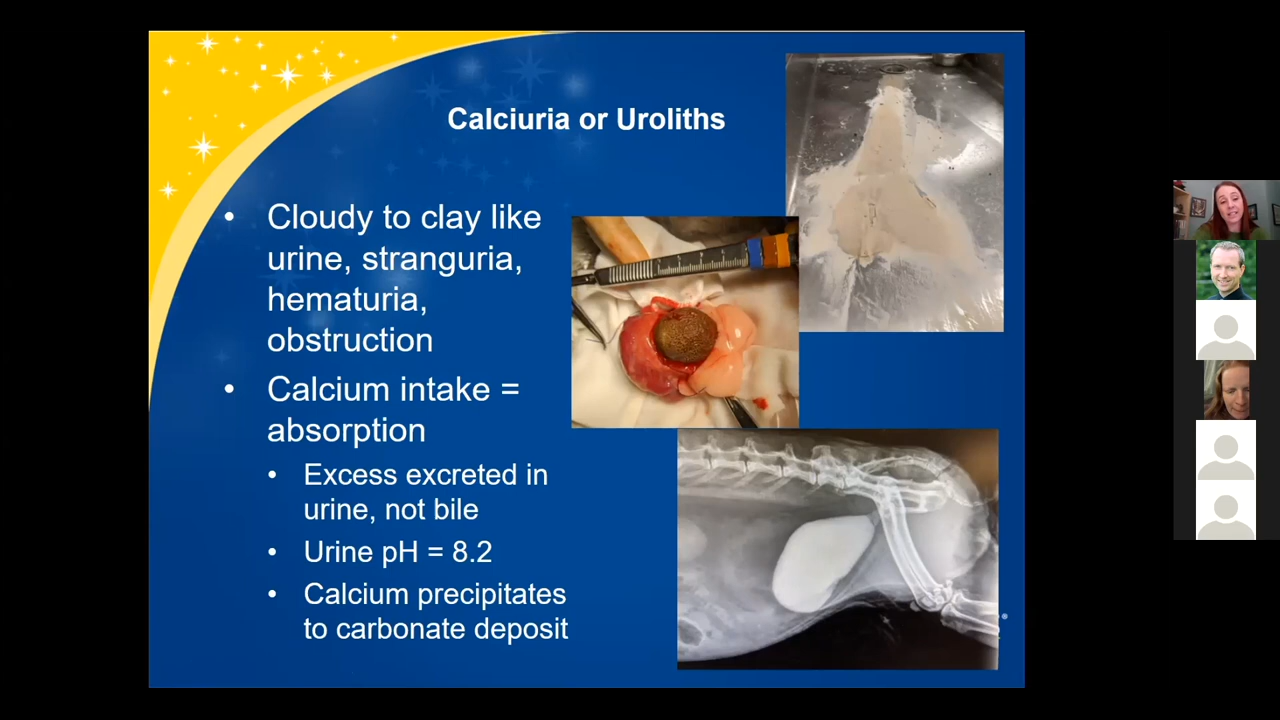 Calciuria or Uroliths
• Cloudy to clay like
urine, stranguria,
hematuria,
obstruction
• Calcium intake =
absorption
• Excess excreted in
urine, not bile
• Urine pH = 8.2
• Calcium precipitates
to carbonate deposit
®